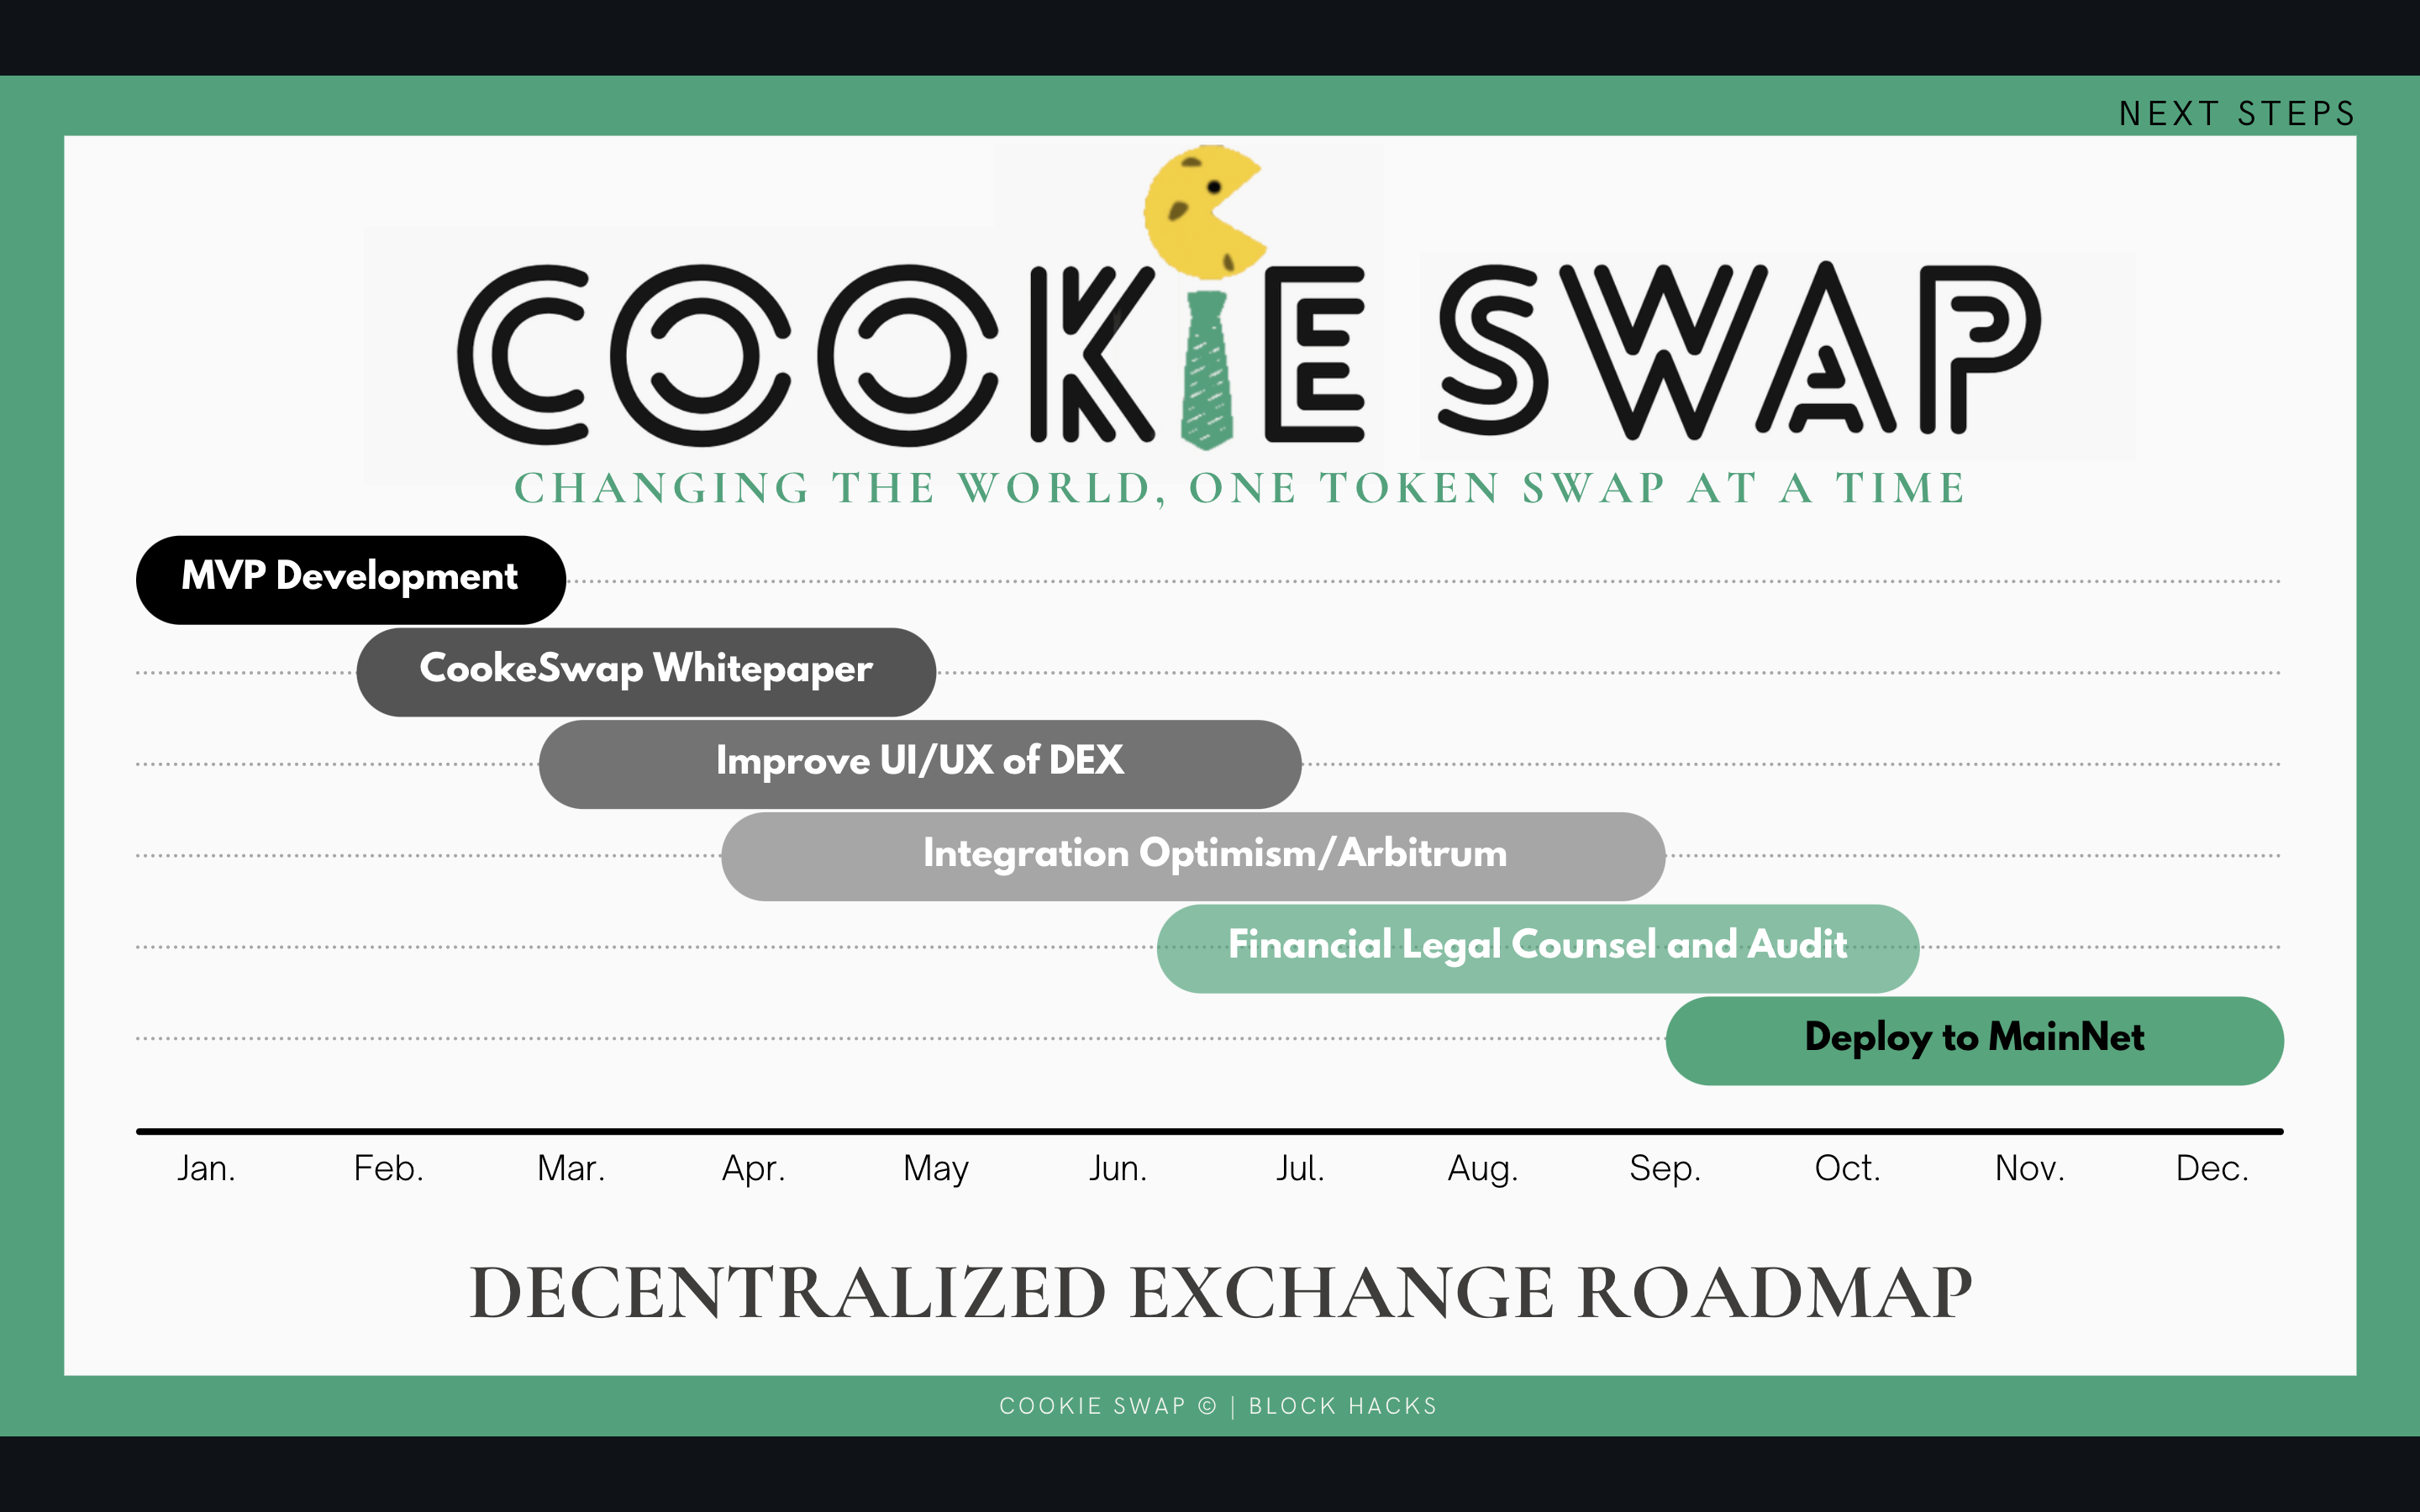 NEXT STEPS
COOKIE SWAP
CHANGING THE WORLD, ONE TOKEN SWAP AT A TIME
MVP Development
CookeSwap Whitepaper
Improve UI/UX of DEX
Integration Optimism/Arbitrum
Financial Legal Counsel and Audit
Deploy to MainNet
Jan. Feb. Mar. Apr. May Jun. Jul. Aug. Sep. Oct. Nov. Dec.
DECENTRALIZED EXCHANGE ROADMAP
COOKIE SWAP © | BLOCK HACKS